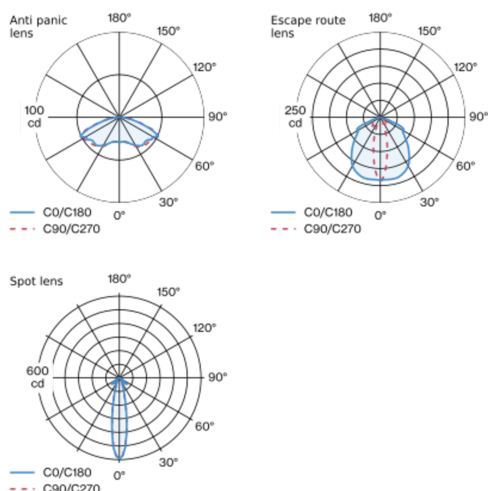 Anti panic
lens
180°
150°
120°
100
cd
90°
60°
30°
0°
C0/C180
C90/C270
Escape route
lens
180°
150°
120°
250
cd
90°
60°
30°
0°
C0/C180
C90/C270
Spot lens
180°
150°
120°
600
cd
90°
60°
30°
0°
C0/C180
C90/C270